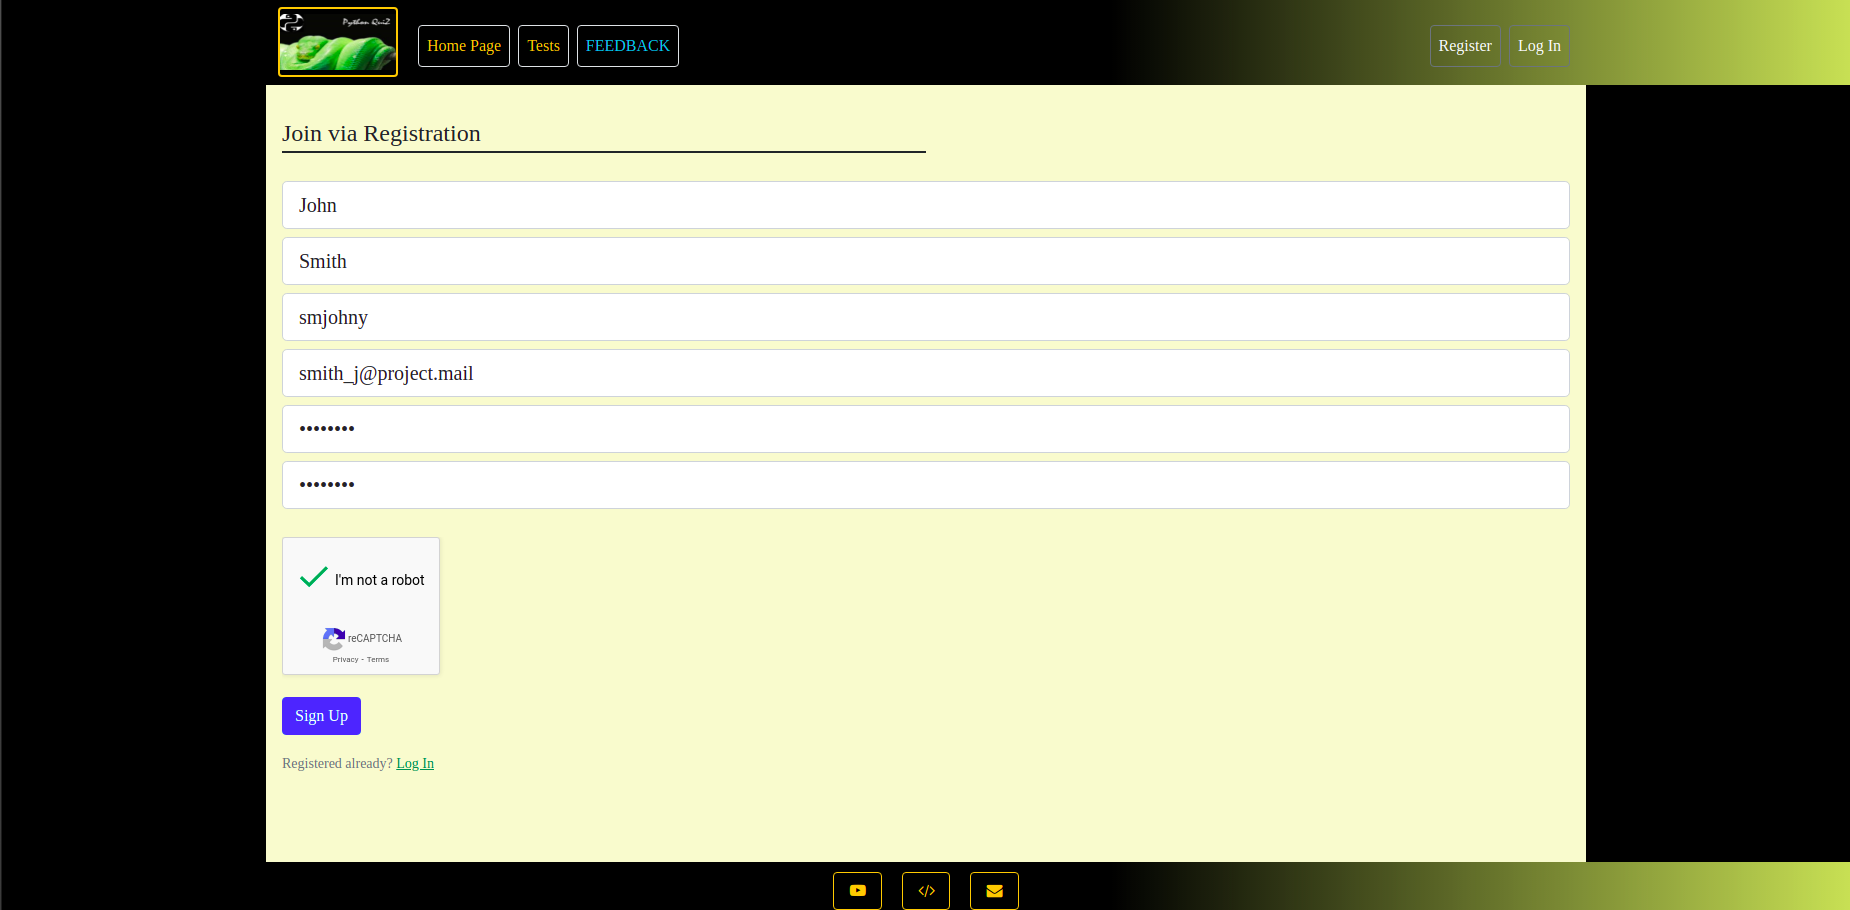 Python QuiZ
Home Page
Tests
FEEDBACK
Register
Log In
Join via Registration
John
Smith
smjohny
smith_j@project.mail
••••••••
••••••••
I'm not a robot
reCAPTCHA
Privacy - Terms
Sign Up
Registered already? Log In